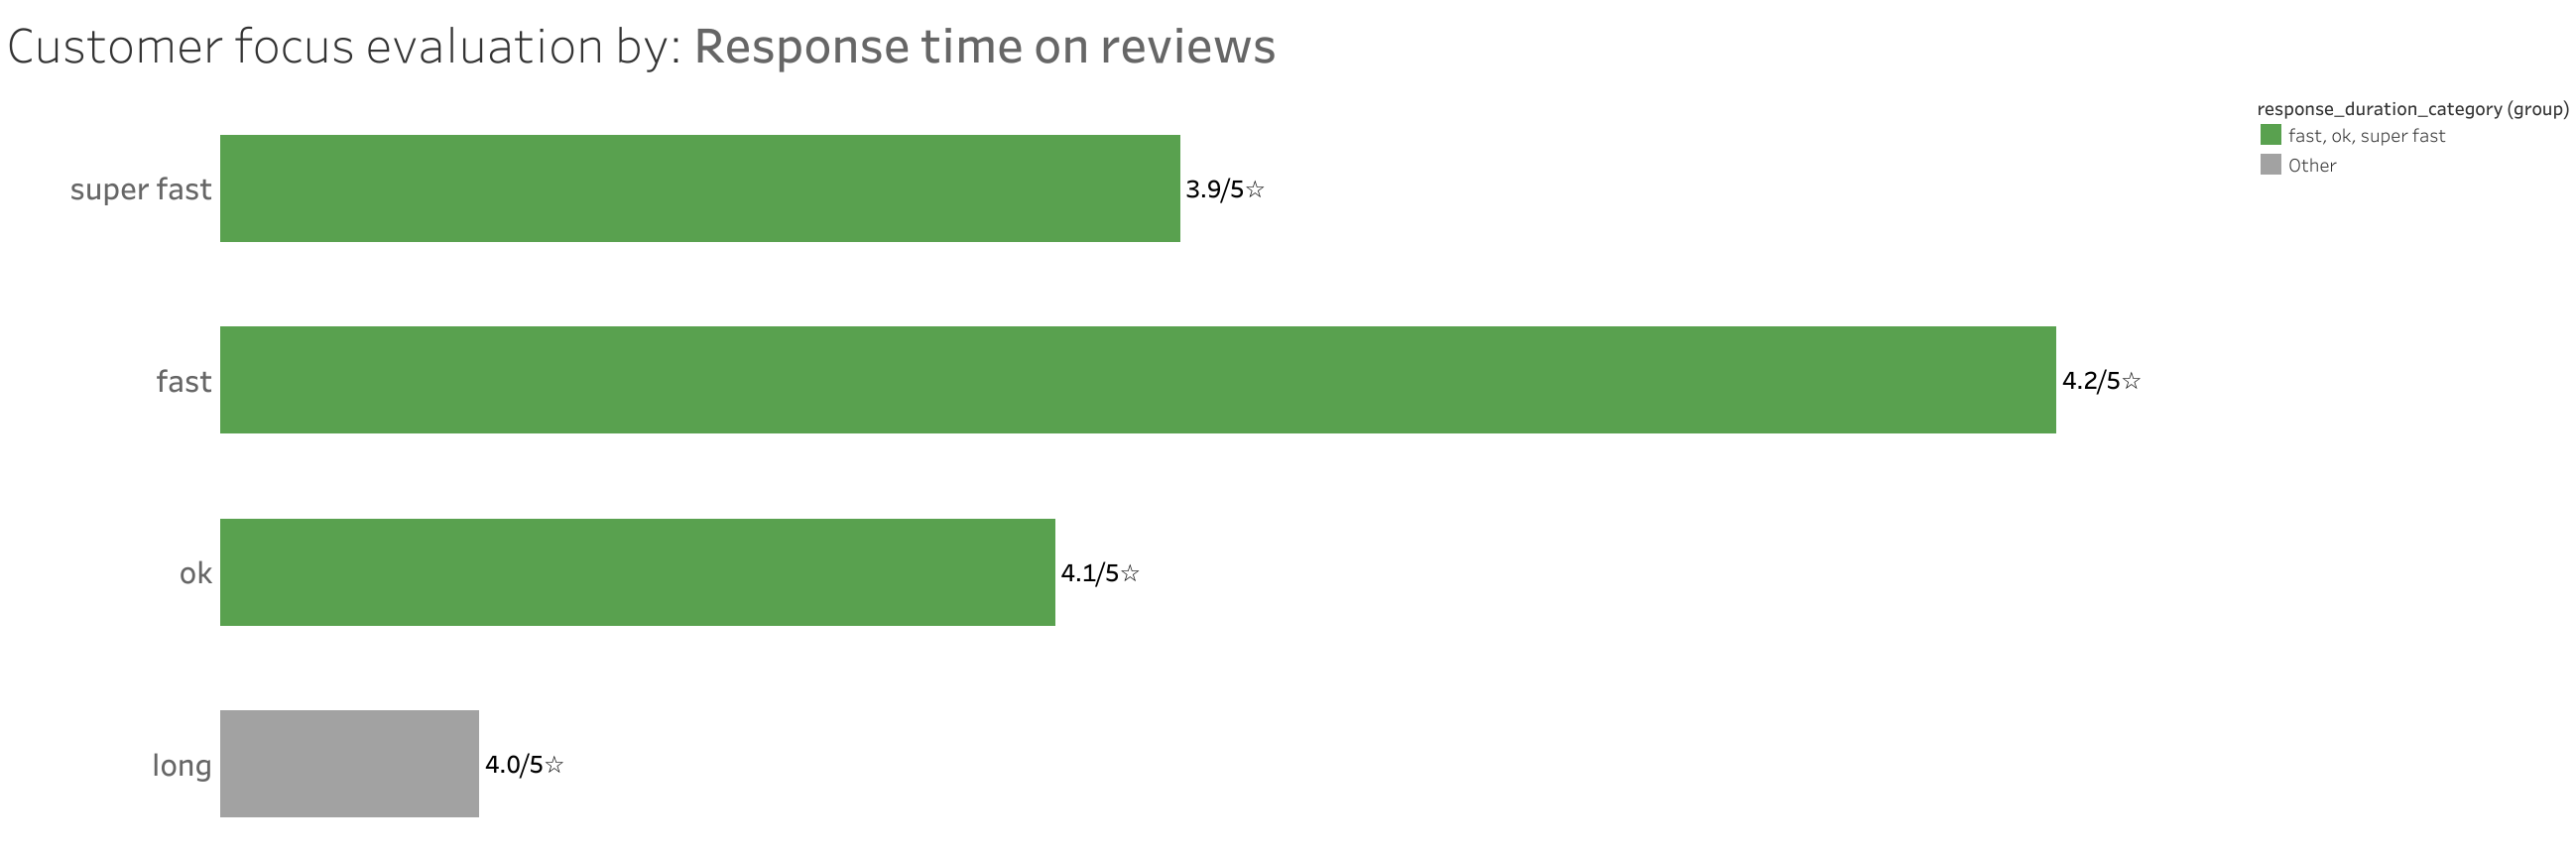 Customer focus evaluation by: Response time on reviews
response_duration_category (group)
fast, ok, super fast
Other
super fast
3.9/5☆
fast
4.2/5☆
ok
4.1/5☆
long
4.0/5☆